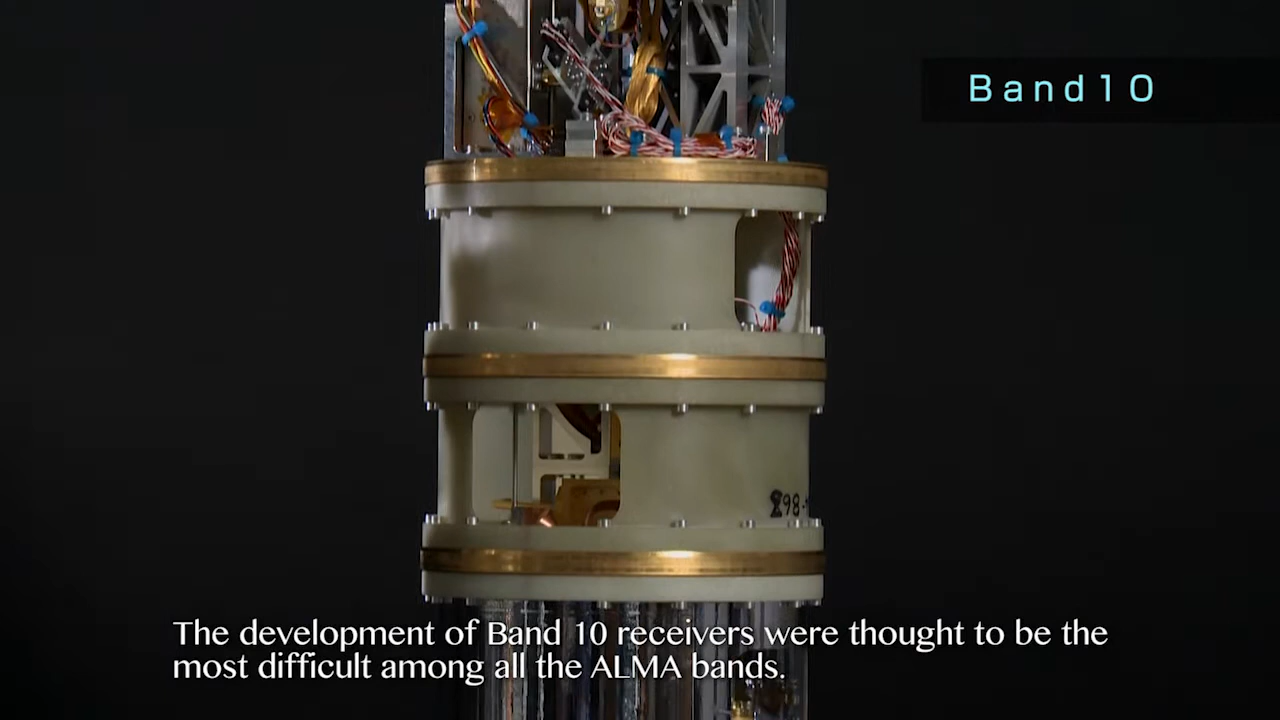 Band10
98-
The development of Band 10 receivers were thought to be the
most difficult among all the ALMA bands.